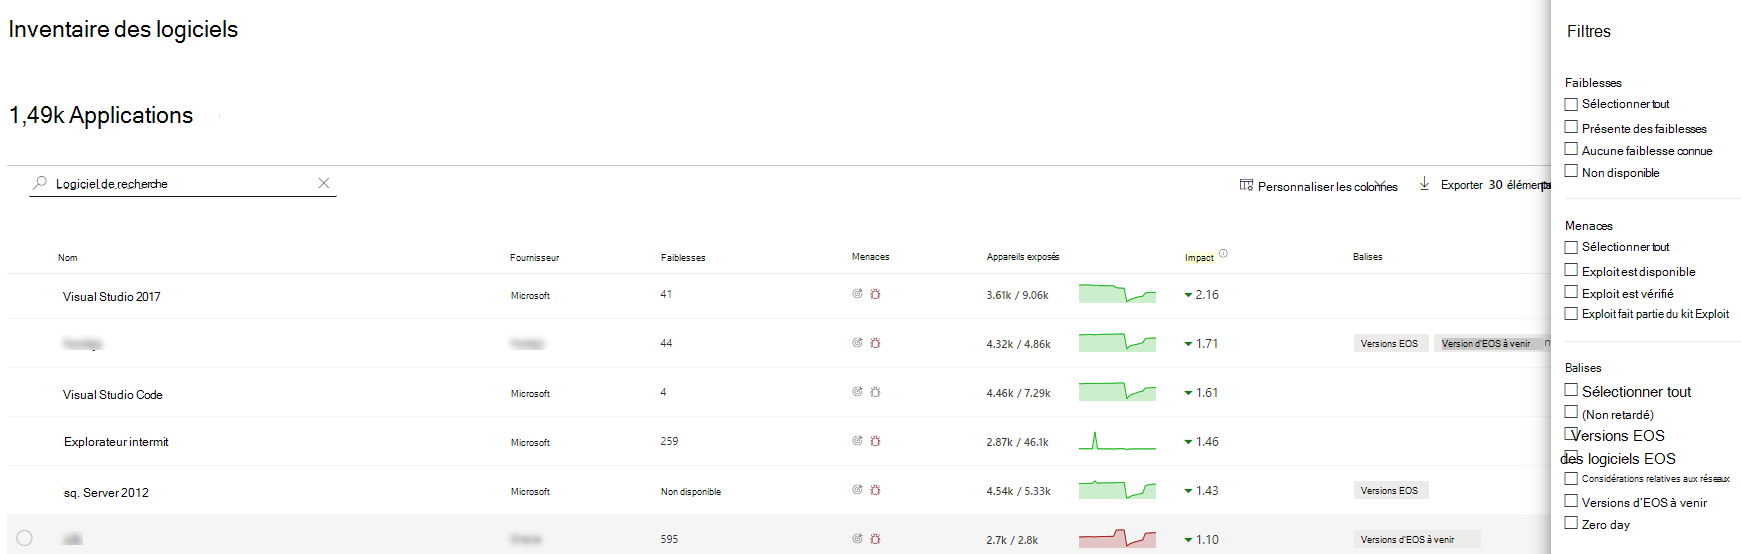 Inventaire des logiciels
1,49k Applications
Logiciel de recherche
Personnaliser les colonnes
Exporter 30 éléments
Nom Fournisseur Faiblesses Menaces Appareils exposés Impact Balises
Visual Studio 2017 Microsoft 41 3.61k / 9.06k 2.16
44 4.32k / 4.86k 1.71 Versions EOS Version d'EOS à venir
Visual Studio Code Microsoft 4 4.46k / 7.29k 1.61
Explorateur intermit Microsoft 259 2.87k / 46.1k 1.46
sq. Server 2012 Microsoft Non disponible 4.54k / 5.33k 1.43 Versions EOS
595 2.7k / 2.8k 1.10 Versions d'EOS à venir
Filtres
Faiblesses
Sélectionner tout
Présente des faiblesses
Aucune faiblesse connue
Non disponible
Menaces
Sélectionner tout
Exploit est disponible
Exploit est vérifié
Exploit fait partie du kit Exploit
Balises
Sélectionner tout
(Non retardé)
Versions EOS
des logiciels EOS
Considérations relatives aux réseaux
Versions d'EOS à venir
Zero day